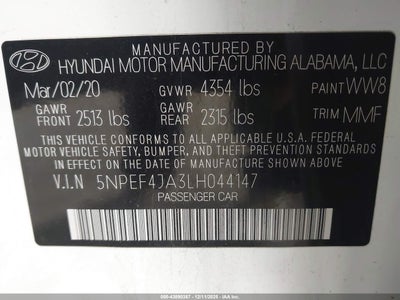 MANUFACTURED BY
HYUNDAI MOTOR MANUFACTURING ALABAMA, LLC
Mar/02/20 GVWR 4354 lbs PAINT WW8
GAWR GAWR
FRONT 2513 lbs REAR 2315 lbs TRIM MMF
THIS VEHICLE CONFORMS TO ALL APPLICABLE U.S. FEDERAL
MOTOR VEHICLE SAFETY, BUMPER, AND THEFT PREVENTION STANDARDS
IN EFFECT ON THE DATE OF MANUFACTURE SHOWN ABOVE.
V.I.N 5NPEF4JA3LH044147
PASSENGER CAR